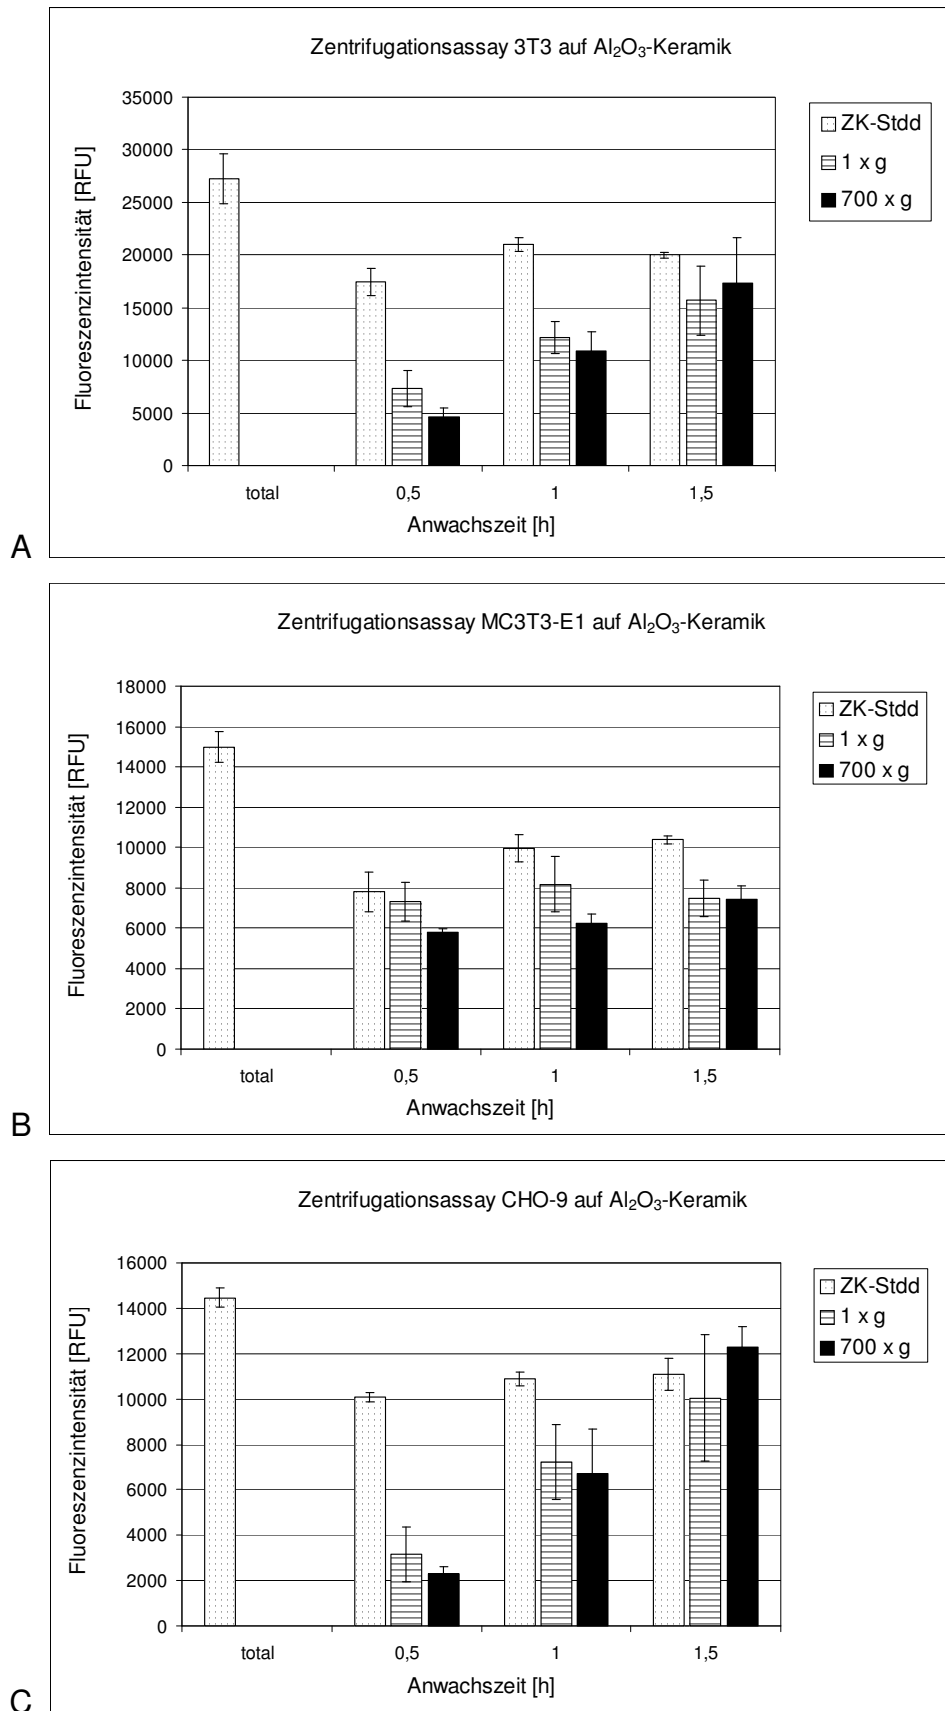 Zentrifugationsassay 3T3 auf Al₂O₃-Keramik
35000
30000
25000
20000
15000
10000
5000
0
Fluoreszenzintensität [RFU]
total 0,5 1 1,5
Anwachszeit [h]
ZK-Stdd
1 x g
700 x g
A
Zentrifugationsassay MC3T3-E1 auf Al₂O₃-Keramik
18000
16000
14000
12000
10000
8000
6000
4000
2000
0
Fluoreszenzintensität [RFU]
total 0,5 1 1,5
Anwachszeit [h]
ZK-Stdd
1 x g
700 x g
B
Zentrifugationsassay CHO-9 auf Al₂O₃-Keramik
16000
14000
12000
10000
8000
6000
4000
2000
0
Fluoreszenzintensität [RFU]
total 0,5 1 1,5
Anwachszeit [h]
ZK-Stdd
1 x g
700 x g
C